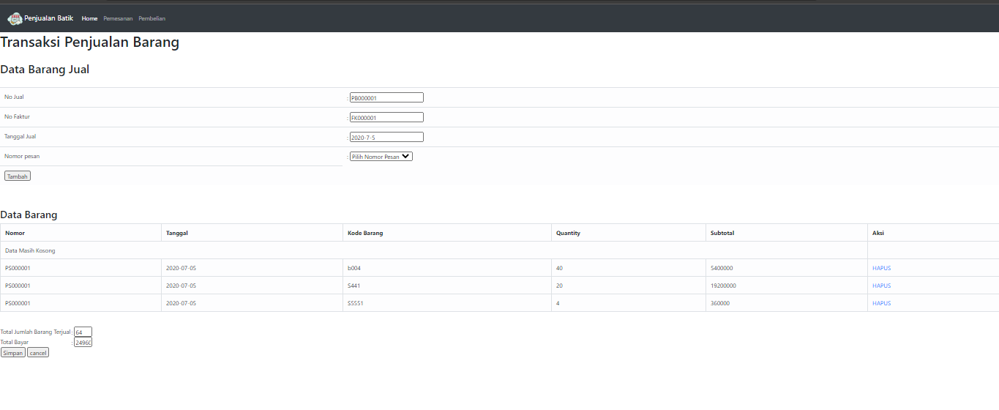 Penjualan Batik Home Pemesanan Pembelian
Transaksi Penjualan Barang
Data Barang Jual
No Jual : PB000001
No Faktur : FK000001
Tanggal Jual : 2020-7-5
Nomor pesan : Pilih Nomor Pesan
Tambah
Data Barang
Nomor Tanggal Kode Barang Quantity Subtotal Aksi
Data Masih Kosong
PS000001 2020-07-05 b004 40 5400000 HAPUS
PS000001 2020-07-05 S441 20 19200000 HAPUS
PS000001 2020-07-05 S5551 4 360000 HAPUS
Total Jumlah Barang Terjual : 64
Total Bayar : 2496
Simpan cancel